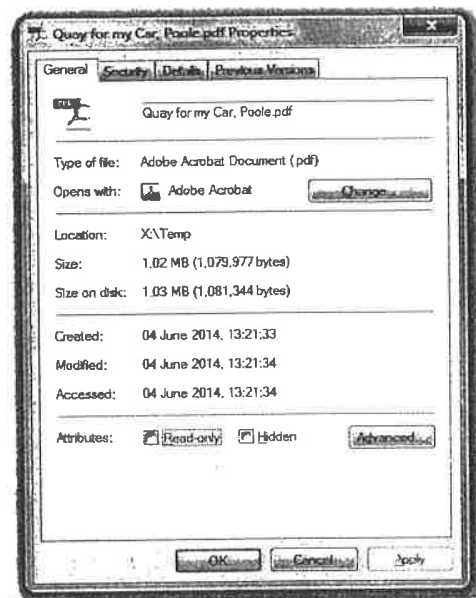 Quay for my Car, Poole.pdf Properties
General Security Details Previous Versions
Quay for my Car, Poole.pdf
Type of file: Adobe Acrobat Document (.pdf)
Opens with: Adobe Acrobat Change...
Location: X:\Temp
Size: 1.02 MB (1,079,977 bytes)
Size on disk: 1.03 MB (1,081,344 bytes)
Created: 04 June 2014, 13:21:33
Modified: 04 June 2014, 13:21:34
Accessed: 04 June 2014, 13:21:34
Attributes: Read-only Hidden Advanced...
OK Cancel Apply